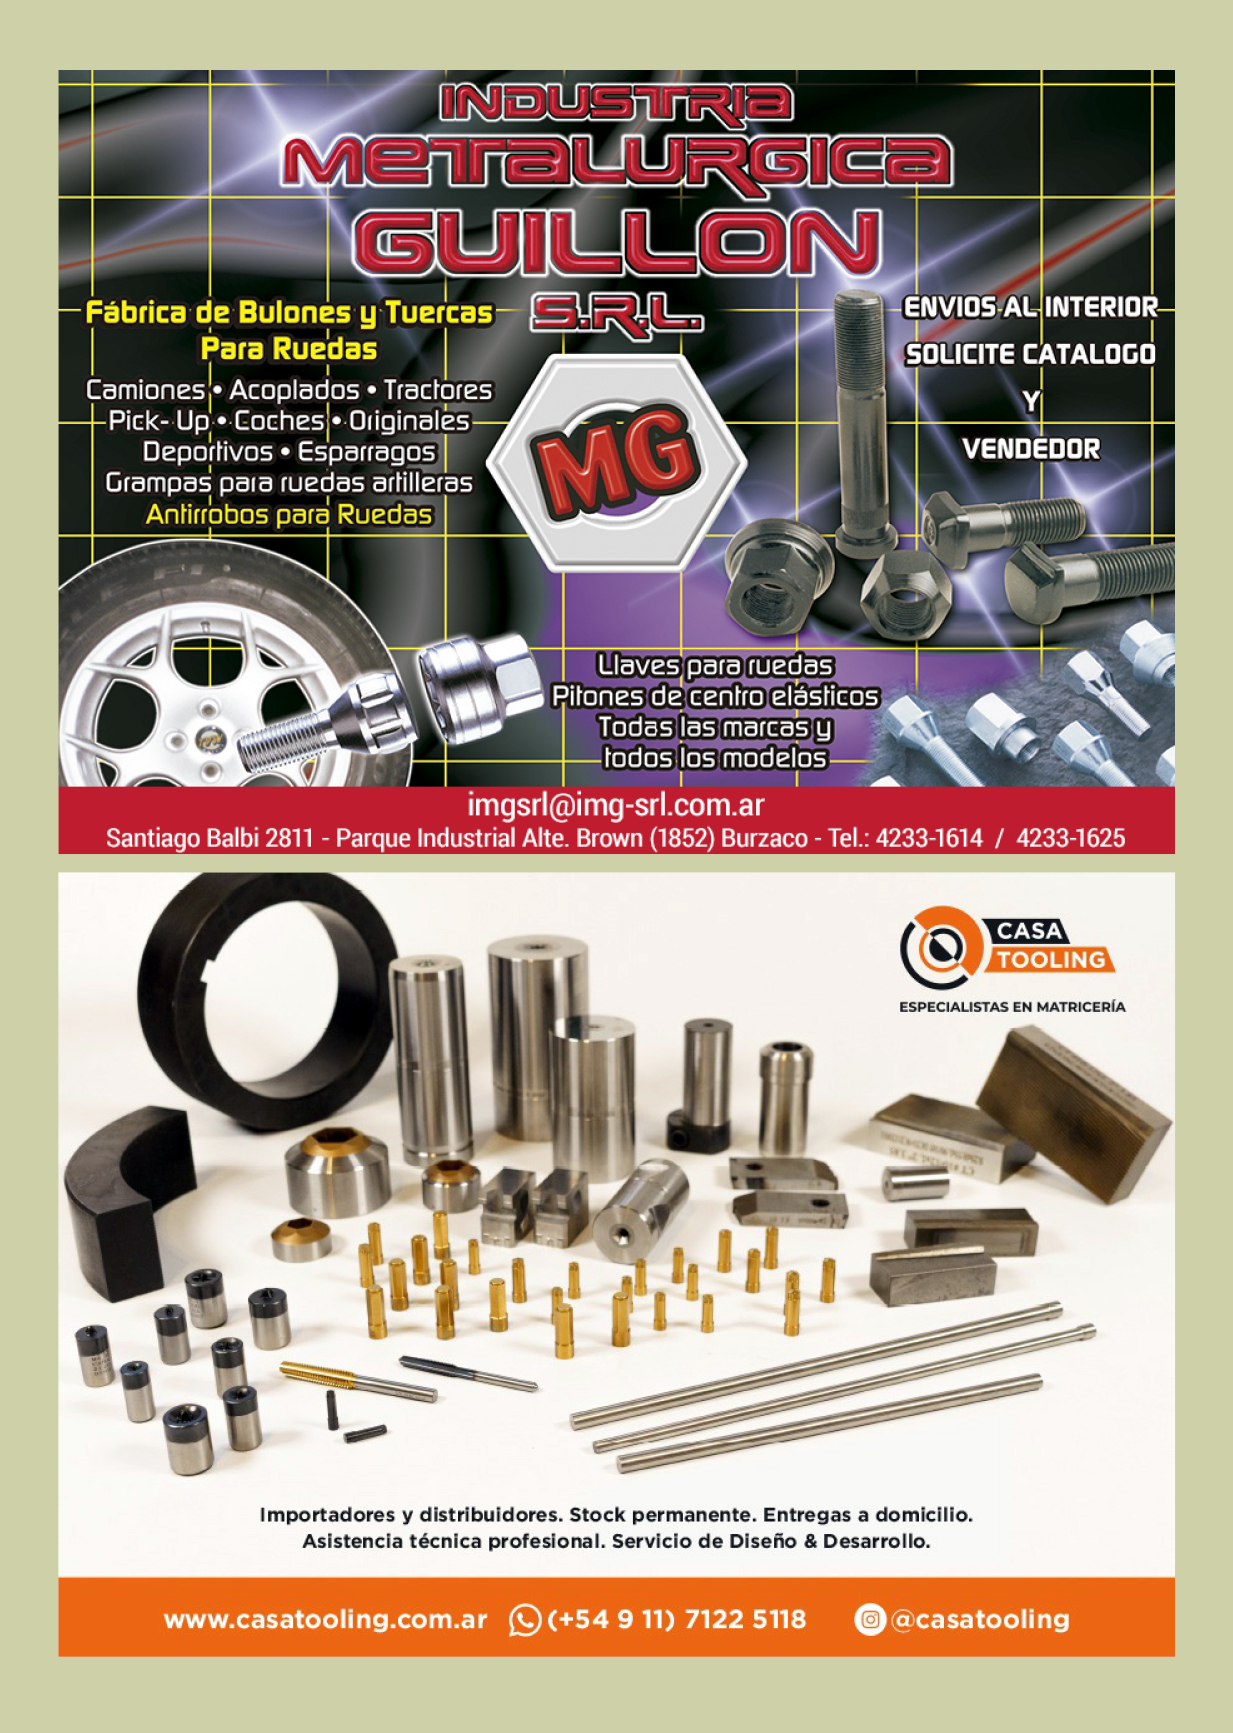 INDUSTRIA
METALURGICA
GUILLON
S.R.L.
Fábrica de Bulones y Tuercas
Para Ruedas
Camiones • Acoplados • Tractores
Pick- Up • Coches • Originales
Deportivos • Esparragos
Grampas para ruedas artilleras
Antirrobos para Ruedas
ENVIOS AL INTERIOR
SOLICITE CATALOGO
Y
VENDEDOR
MG
Llaves para ruedas
Pitones de centro elásticos
Todas las marcas y
todos los modelos
imgsrl@img-srl.com.ar
Santiago Balbi 2811 - Parque Industrial Alte. Brown (1852) Burzaco - Tel.: 4233-1614 / 4233-1625
CASA
TOOLING
ESPECIALISTAS EN MATRICERÍA
Importadores y distribuidores. Stock permanente. Entregas a domicilio.
Asistencia técnica profesional. Servicio de Diseño & Desarrollo.
www.casatooling.com.ar (+54 9 11) 7122 5118 @casatooling